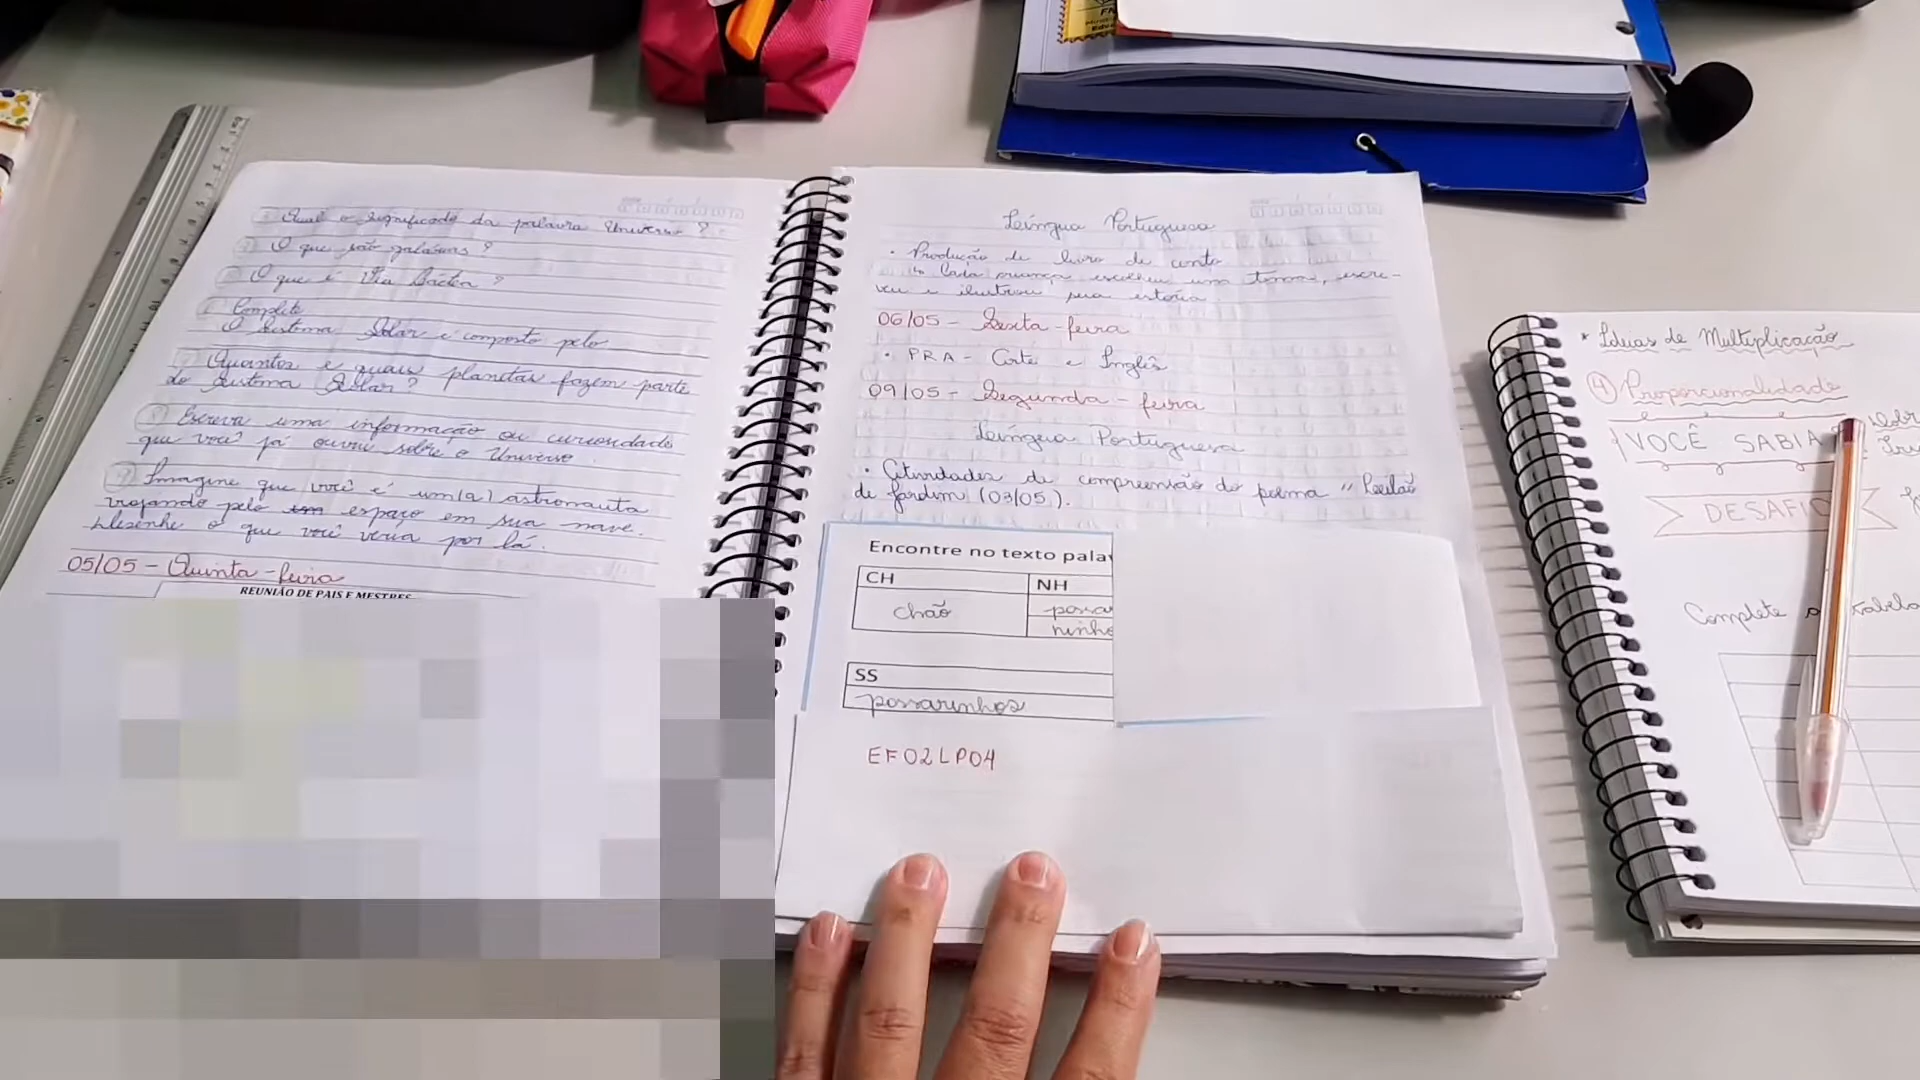 Qual o significado da palavra Universo?
O que são galáxias?
O que é Via Láctea?
Complete
O Sistema Solar é composto pelo
Quantos e quais planetas fazem parte
do Sistema Solar?
8 Escreva uma informação ou curiosidade
que você já ouviu sobre o Universo.
9 Imagine que você é um(a) astronauta
viajando pelo espaço em sua nave.
Desenhe o que você veria por lá.
05/05 - Quinta-feira
REUNIÃO DE PAIS E MESTRES
Língua Portuguesa
• Produção de livro de conto
↳ Cada criança escolheu um tema, escre-
veu e ilustrou sua estória.
06/05 - Sexta-feira
• PRA - Arte e Inglês
09/05 - Segunda-feira
Língua Portuguesa
• Atividades de compreensão do poema "Leilão
de Jardim (03/05).
Encontre no texto palav
CH
NH
chão
passa
rinho
SS
passarinhos
EF02LP04
* Ideias de Multiplicação
④ Proporcionalidade
VOCÊ SABIA
DESAFIO
Complete a tabela